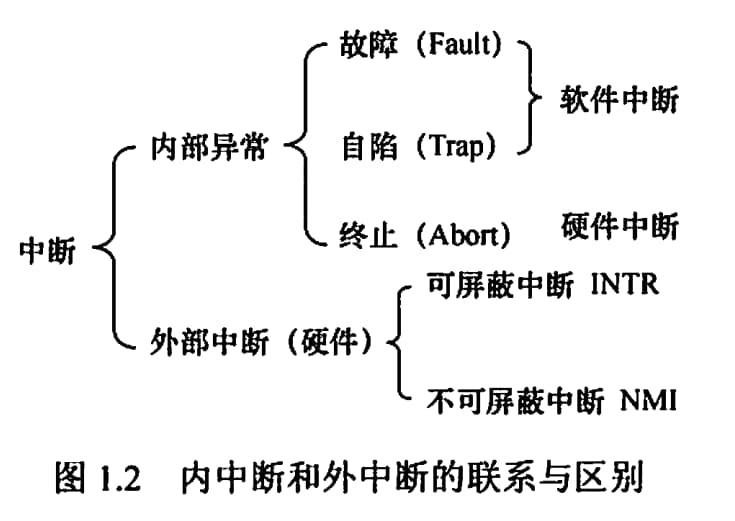 故障（Fault）
软件中断
内部异常
自陷（Trap）
中断
终止（Abort）
硬件中断
可屏蔽中断 INTR
外部中断（硬件）
不可屏蔽中断 NMI
图 1.2 内中断和外中断的联系与区别